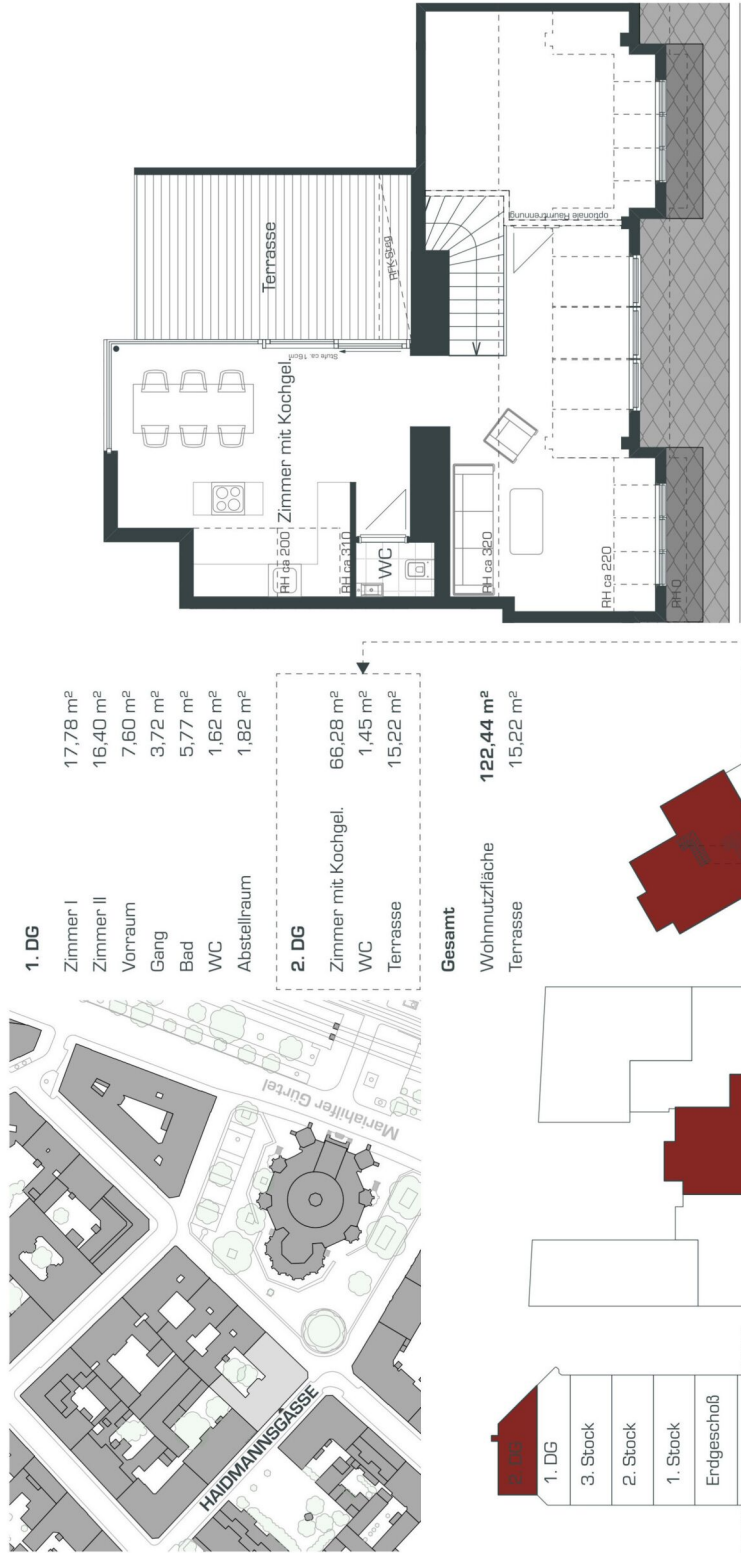 HAIDMANNSGASSE
Mariahilfer Gürtel
2. DG
1. DG
3. Stock
2. Stock
1. Stock
Erdgeschoß
1. DG
Zimmer I 17,78 m²
Zimmer II 16,40 m²
Vorraum 7,60 m²
Gang 3,72 m²
Bad 5,77 m²
WC 1,62 m²
Abstellraum 1,82 m²
2. DG
Zimmer mit Kochgel. 66,28 m²
WC 1,45 m²
Terrasse 15,22 m²
Gesamt
Wohnnutzfläche 122,44 m²
Terrasse 15,22 m²
Terrasse
RFK-Steg
Stufe ca. 16cm
Zimmer mit Kochgel.
RH ca 200
RH ca 310
WC
RH ca 320
optionale Raumtrennung
RH ca 220
RH 0